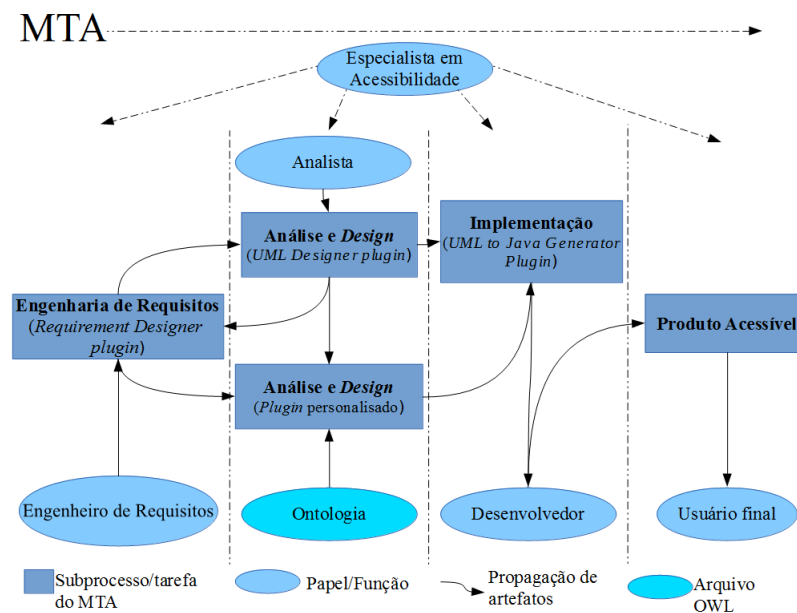 MTA
Especialista em
Acessibilidade
Analista
Análise e Design
(UML Designer plugin)
Implementação
(UML to Java Generator
Plugin)
Engenharia de Requisitos
(Requirement Designer
plugin)
Produto Acessível
Análise e Design
(Plugin personalisado)
Engenheiro de Requisitos
Ontologia
Desenvolvedor
Usuário final
Subprocesso/tarefa
do MTA
Papel/Função
Propagação de
artefatos
Arquivo
OWL